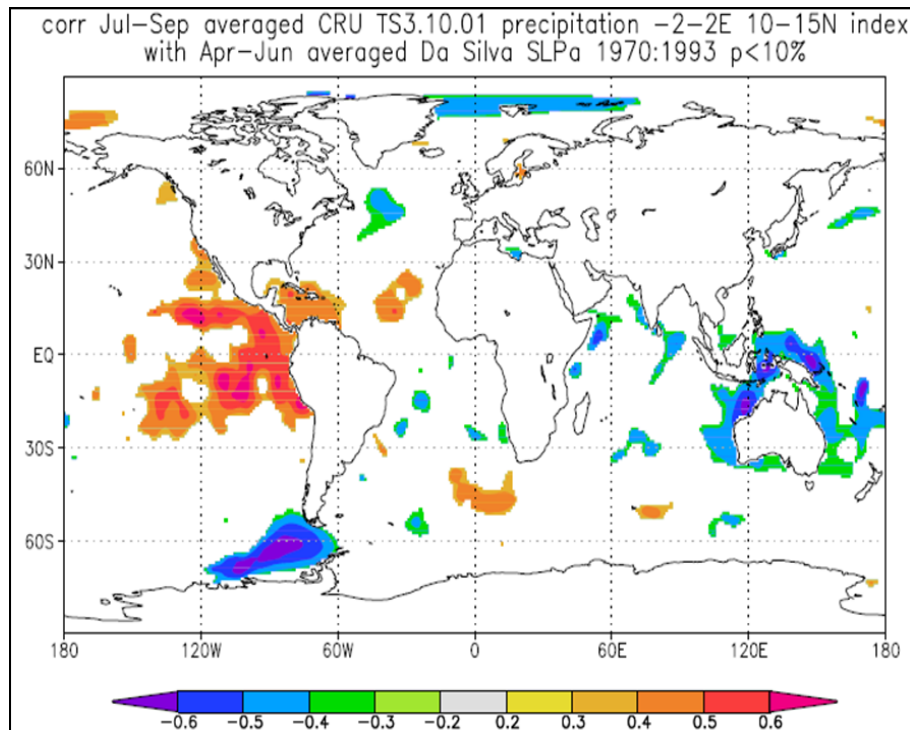 corr Jul-Sep averaged CRU TS3.10.01 precipitation -2-2E 10-15N index
with Apr-Jun averaged Da Silva SLPa 1970:1993 p<10%
60N
30N
EQ
30S
60S
180 120W 60W 0 60E 120E 180
-0.6 -0.5 -0.4 -0.3 -0.2 0.2 0.3 0.4 0.5 0.6